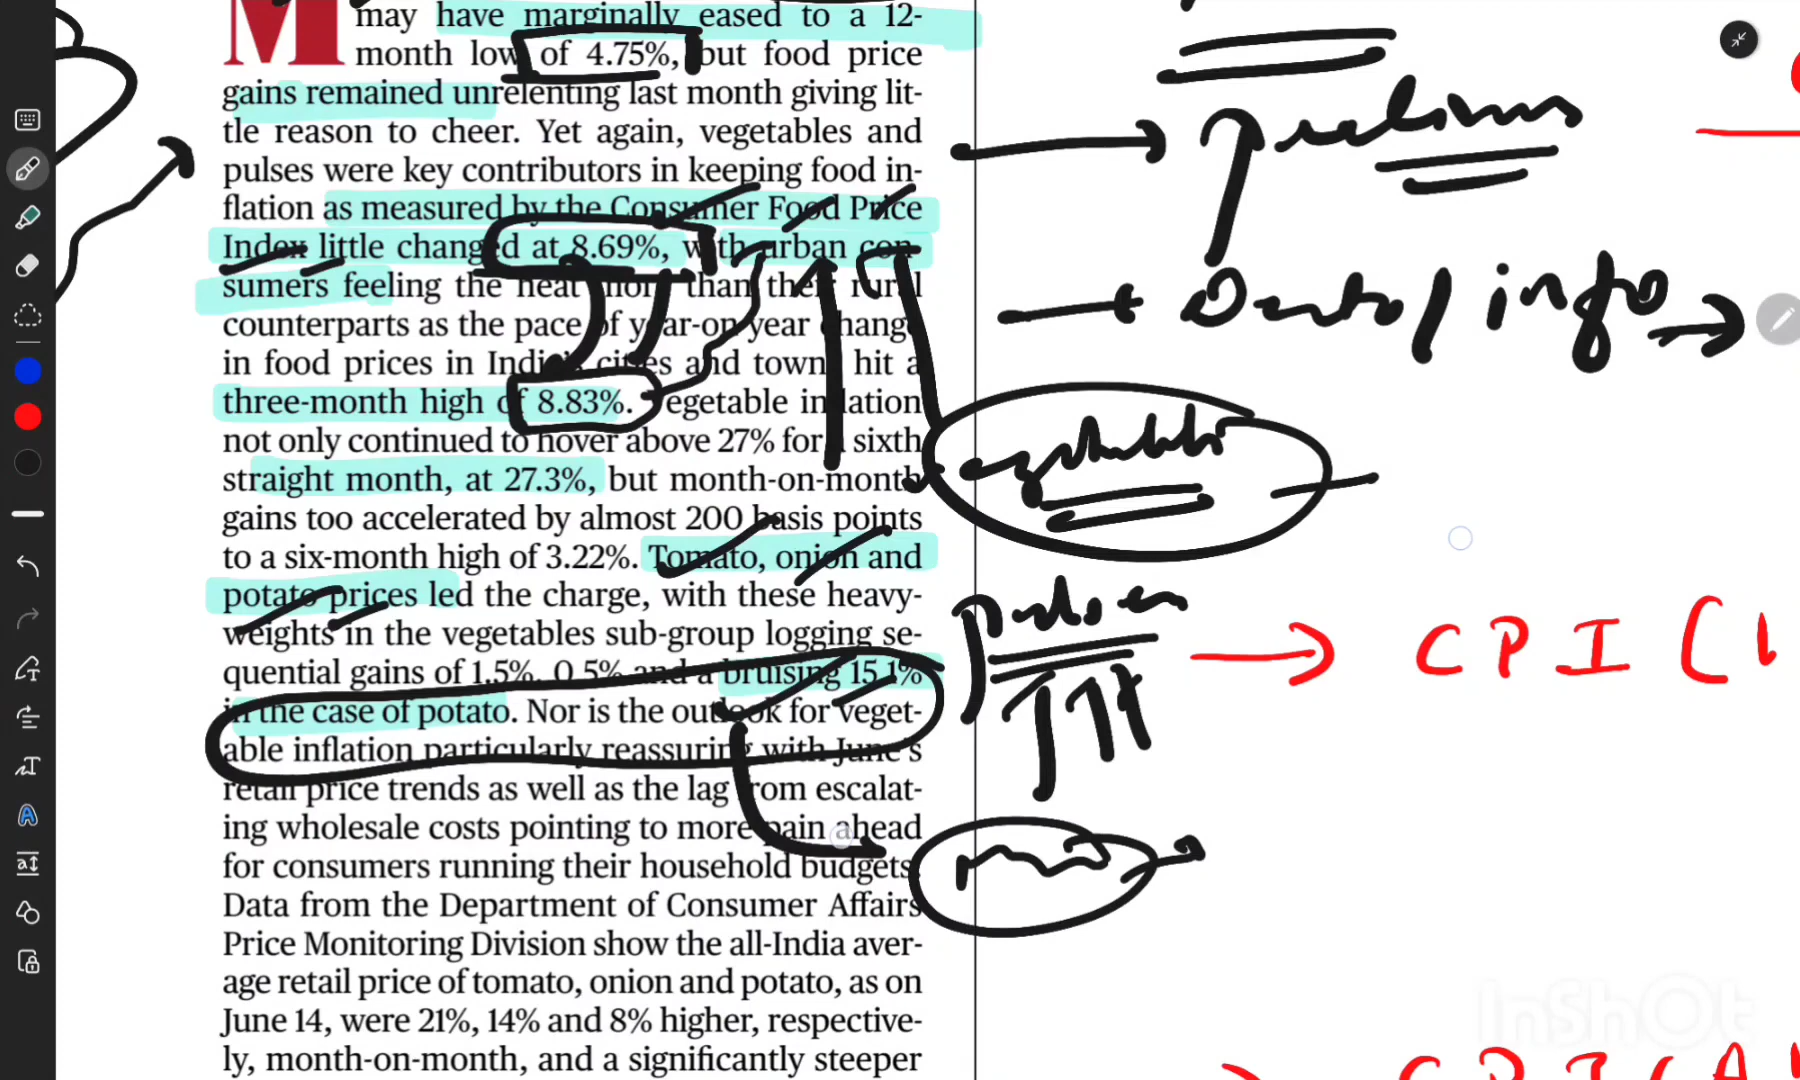 M may have marginally eased to a 12-
month low of 4.75%, but food price
gains remained unrelenting last month giving lit-
tle reason to cheer. Yet again, vegetables and
pulses were key contributors in keeping food in-
flation as measured by the Consumer Food Price
Index little changed at 8.69%, with urban con-
sumers feeling the heat more than their rural
counterparts as the pace of year-on-year change
in food prices in India's cities and towns hit a
three-month high of 8.83%. Vegetable inflation
not only continued to hover above 27% for a sixth
straight month, at 27.3%, but month-on-month
gains too accelerated by almost 200 basis points
to a six-month high of 3.22%. Tomato, onion and
potato prices led the charge, with these heavy-
weights in the vegetables sub-group logging se-
quential gains of 1.5%, 0.5% and a bruising 15.1%
in the case of potato. Nor is the outlook for veget-
able inflation particularly reassuring with June's
retail price trends as well as the lag from escalat-
ing wholesale costs pointing to more pain ahead
for consumers running their household budgets.
Data from the Department of Consumer Affairs
Price Monitoring Division show the all-India aver-
age retail price of tomato, onion and potato, as on
June 14, were 21%, 14% and 8% higher, respective-
ly, month-on-month, and a significantly steeper
Prelims
info
Pulses
CPI (
InShOt